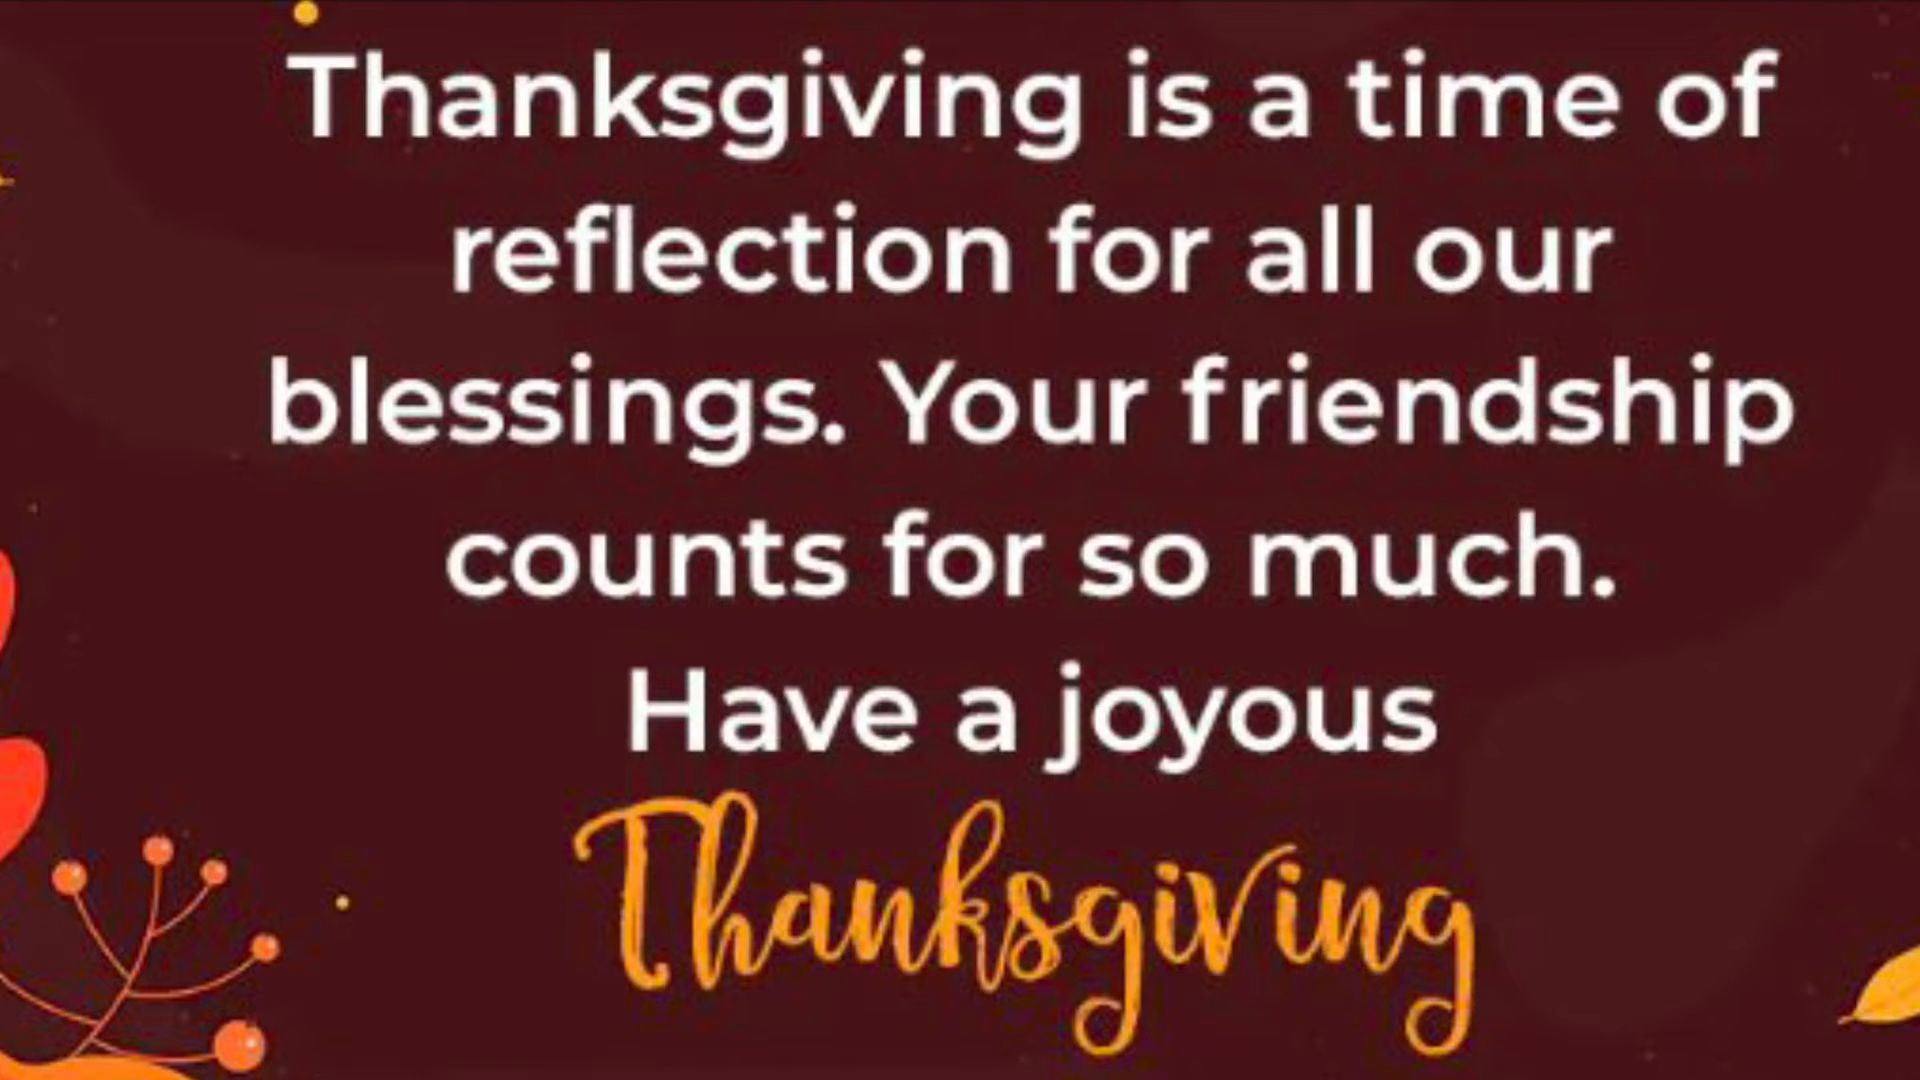 Thanksgiving is a time of
reflection for all our
blessings. Your friendship
counts for so much.
Have a joyous
Thanksgiving